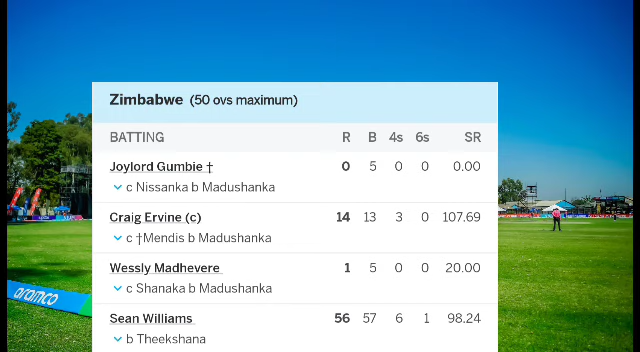 Zimbabwe (50 ovs maximum)
BATTING R B 4s 6s SR
Joylord Gumbie † 0 5 0 0 0.00
c Nissanka b Madushanka
Craig Ervine (c) 14 13 3 0 107.69
c †Mendis b Madushanka
Wessly Madhevere 1 5 0 0 20.00
c Shanaka b Madushanka
Sean Williams 56 57 6 1 98.24
b Theekshana
aramco